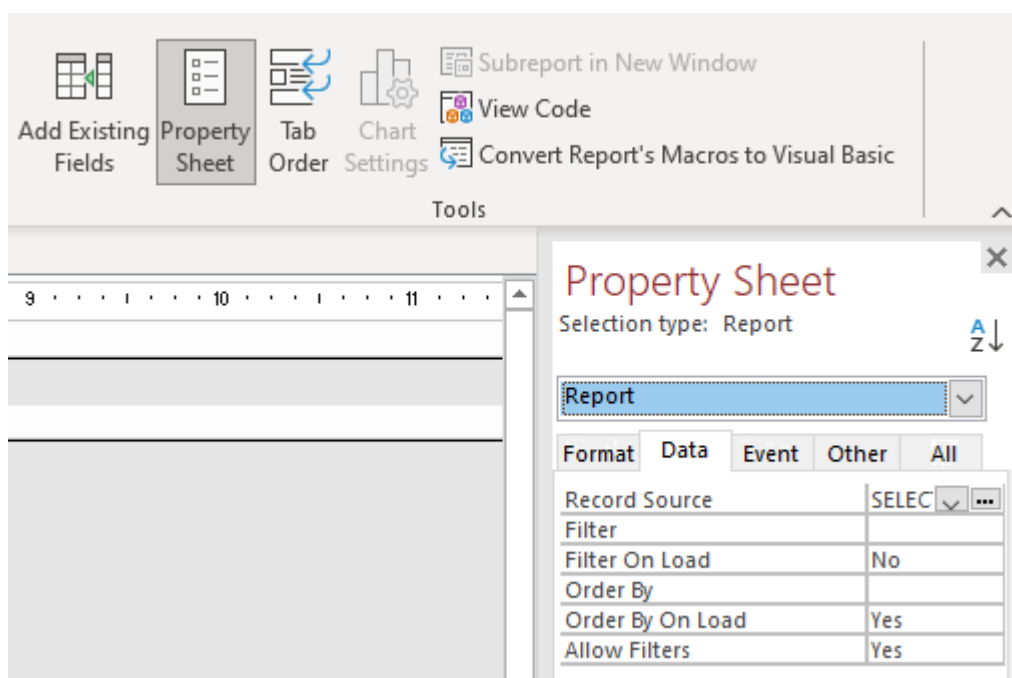 Add Existing Fields
Property Sheet
Tab Order
Chart Settings
Subreport in New Window
View Code
Convert Report's Macros to Visual Basic
Tools
9 10 11
Property Sheet
Selection type: Report
A
Z
Report
Format Data Event Other All
Record Source SELEC
Filter
Filter On Load No
Order By
Order By On Load Yes
Allow Filters Yes